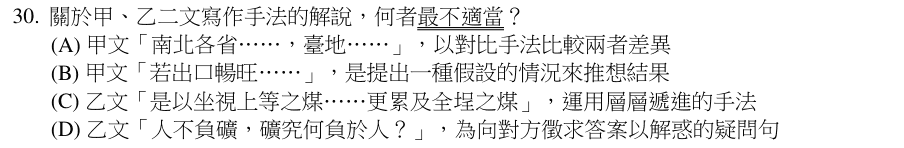 30. 關於甲、乙二文寫作手法的解說，何者最不適當？
(A) 甲文「南北各省……，臺地……」，以對比手法比較兩者差異
(B) 甲文「若出口暢旺……」，是提出一種假設的情況來推想結果
(C) 乙文「是以坐視上等之煤……更累及全埕之煤」，運用層層遞進的手法
(D) 乙文「人不負礦，礦究何負於人？」，為向對方徵求答案以解惑的疑問句